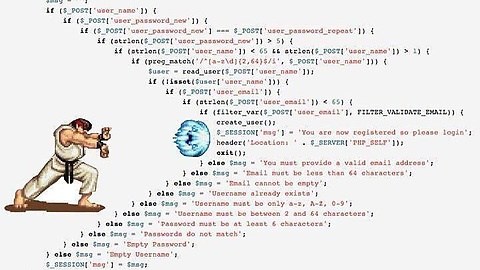 $msg = '';
if ($_POST['user_name']) {
if ($_POST['user_password_new']) {
if ($_POST['user_password_new'] === $_POST['user_password_repeat']) {
if (strlen($_POST['user_password_new']) > 5) {
if (strlen($_POST['user_name']) < 65 && strlen($_POST['user_name']) > 1) {
if (preg_match('/^[a-z\d]{2,64}$/i', $_POST['user_name'])) {
$user = read_user($_POST['user_name']);
if (!isset($user['user_name'])) {
if ($_POST['user_email']) {
if (strlen($_POST['user_email']) < 65) {
if (filter_var($_POST['user_email'], FILTER_VALIDATE_EMAIL)) {
create_user();
$_SESSION['msg'] = 'You are now registered so please login';
header('Location: ' . $_SERVER['PHP_SELF']);
exit();
} else $msg = 'You must provide a valid email address';
} else $msg = 'Email must be less than 64 characters';
} else $msg = 'Email cannot be empty';
} else $msg = 'Username already exists';
} else $msg = 'Username must be only a-z, A-Z, 0-9';
} else $msg = 'Username must be between 2 and 64 characters';
} else $msg = 'Password must be at least 6 characters';
} else $msg = 'Passwords do not match';
} else $msg = 'Empty Password';
} else $msg = 'Empty Username';
$_SESSION['msg'] = $msg;